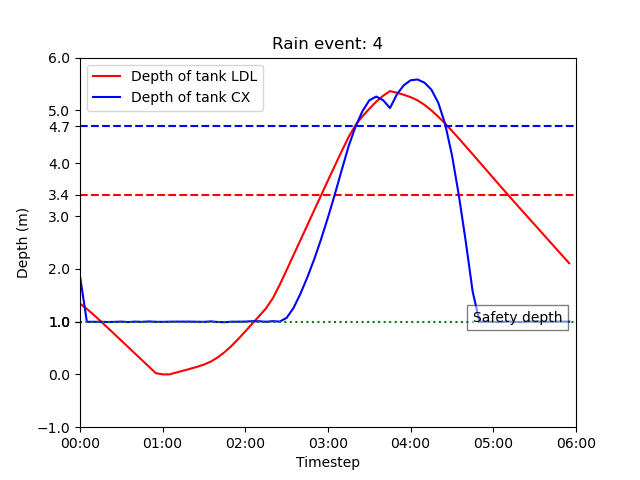 Rain event: 4
Depth of tank LDL
Depth of tank CX
6.0
5.0
4.7
4.0
3.4
3.0
2.0
1.0
0.0
−1.0
Depth (m)
Safety depth
00:00 01:00 02:00 03:00 04:00 05:00 06:00
Timestep